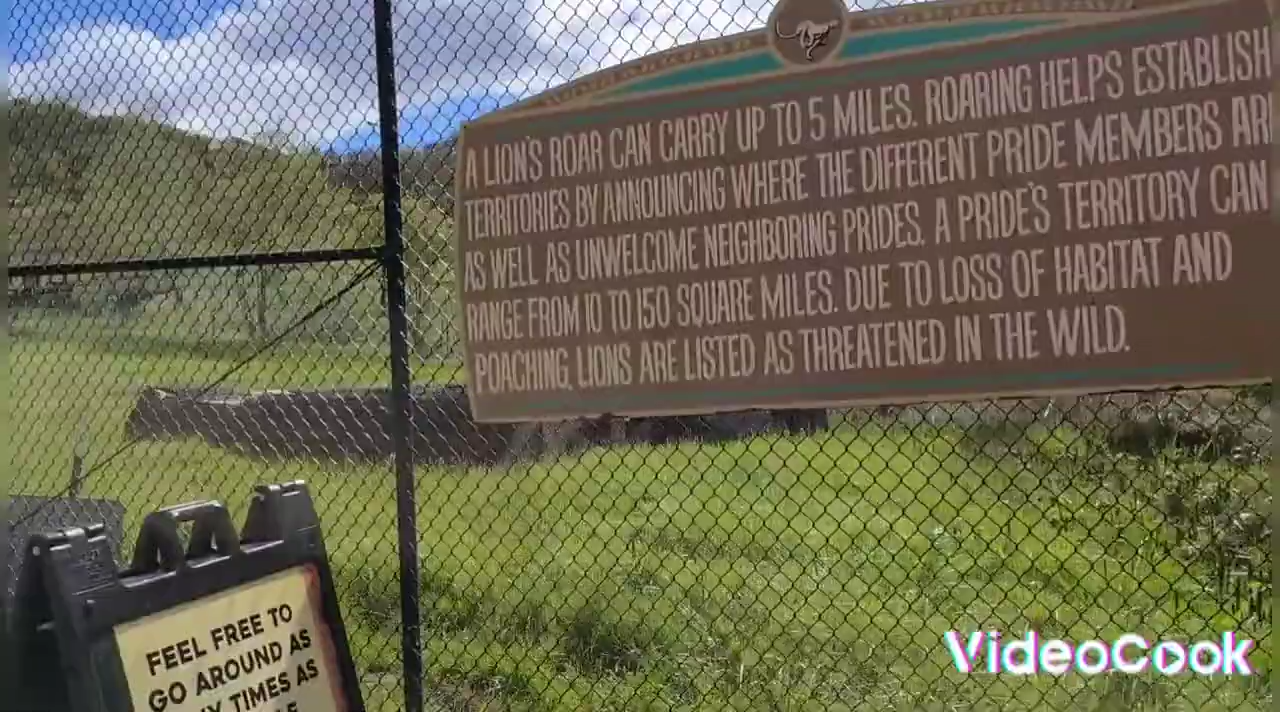 A LION'S ROAR CAN CARRY UP TO 5 MILES. ROARING HELPS ESTABLISH
TERRITORIES BY ANNOUNCING WHERE THE DIFFERENT PRIDE MEMBERS
AS WELL AS UNWELCOME NEIGHBORING PRIDES. A PRIDE'S TERRITORY CAN
RANGE FROM 10 TO 150 SQUARE MILES. DUE TO LOSS OF HABITAT AND
POACHING, LIONS ARE LISTED AS THREATENED IN THE WILD.
FEEL FREE TO
GO AROUND AS
TIMES AS
VideoCook